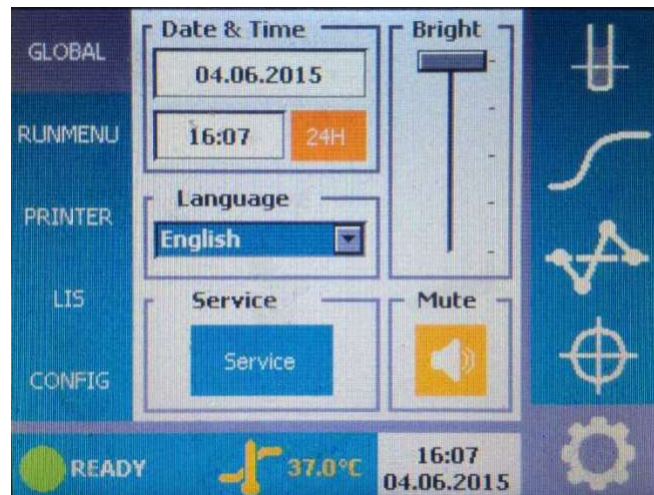 GLOBAL
RUNMENU
PRINTER
LIS
CONFIG
Date & Time
04.06.2015
16:07
24H
Language
English
Service
Service
Bright
Mute
READY
37.0°C
16:07
04.06.2015